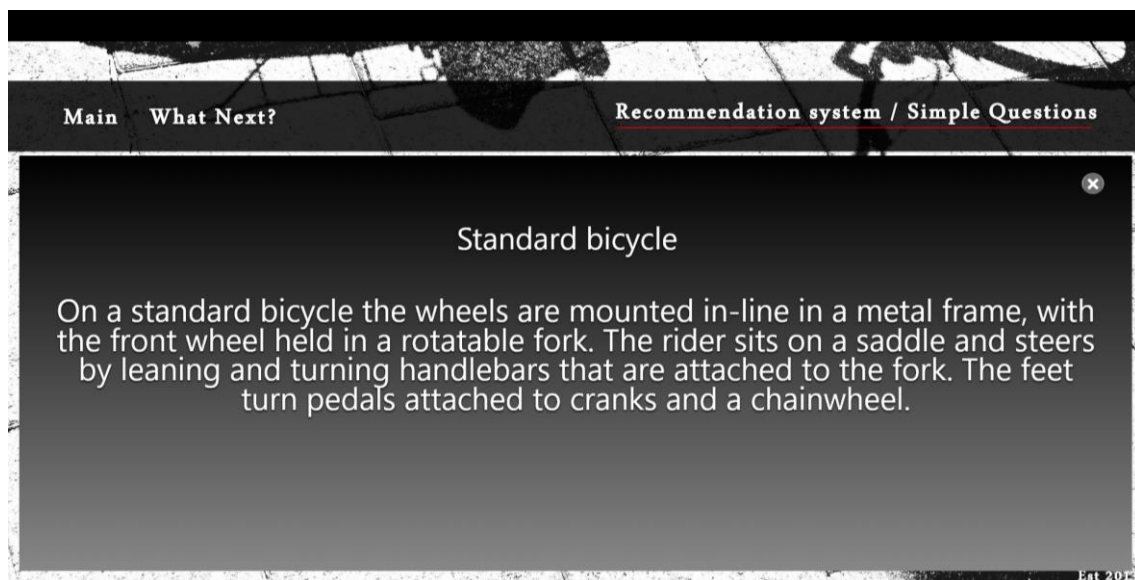 Main What Next? Recommendation system / Simple Questions
Standard bicycle
On a standard bicycle the wheels are mounted in-line in a metal frame, with
the front wheel held in a rotatable fork. The rider sits on a saddle and steers
by leaning and turning handlebars that are attached to the fork. The feet
turn pedals attached to cranks and a chainwheel.
Est